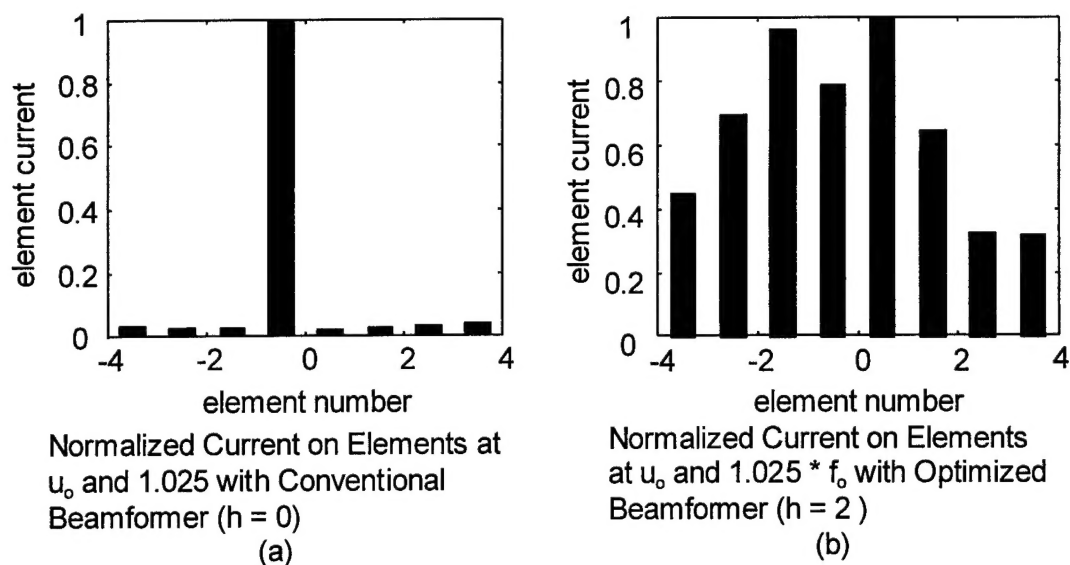 1
0.8
0.6
0.4
0.2
0
element current
-4 -2 0 2 4
element number
Normalized Current on Elements at
uₒ and 1.025 with Conventional
Beamformer (h = 0)
(a)
1
0.8
0.6
0.4
0.2
0
element current
-4 -2 0 2 4
element number
Normalized Current on Elements
at uₒ and 1.025 * fₒ with Optimized
Beamformer (h = 2 )
(b)